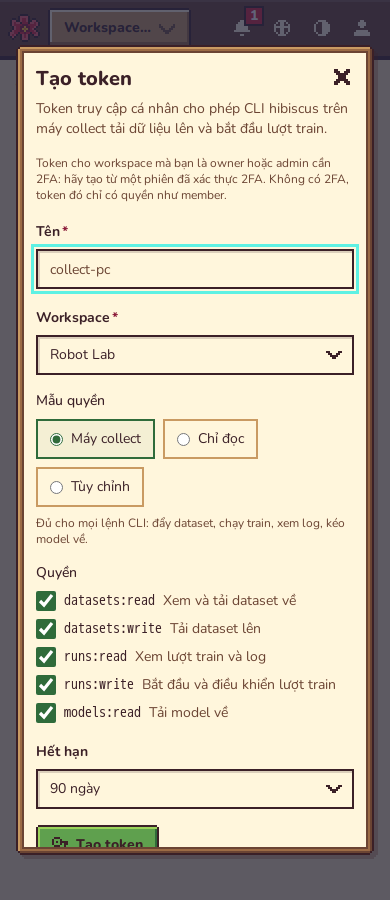 Workspace...
1
Tạo token
Token truy cập cá nhân cho phép CLI hibiscus trên
máy collect tải dữ liệu lên và bắt đầu lượt train.
Token cho workspace mà bạn là owner hoặc admin cần
2FA: hãy tạo từ một phiên đã xác thực 2FA. Không có 2FA,
token đó chỉ có quyền như member.
Tên*
collect-pc
Workspace*
Robot Lab
Mẫu quyền
Máy collect
Chỉ đọc
Tùy chỉnh
Đủ cho mọi lệnh CLI: đẩy dataset, chạy train, xem log, kéo
model về.
Quyền
datasets:read Xem và tải dataset về
datasets:write Tải dataset lên
runs:read Xem lượt train và log
runs:write Bắt đầu và điều khiển lượt train
models:read Tải model về
Hết hạn
90 ngày
Tạo token